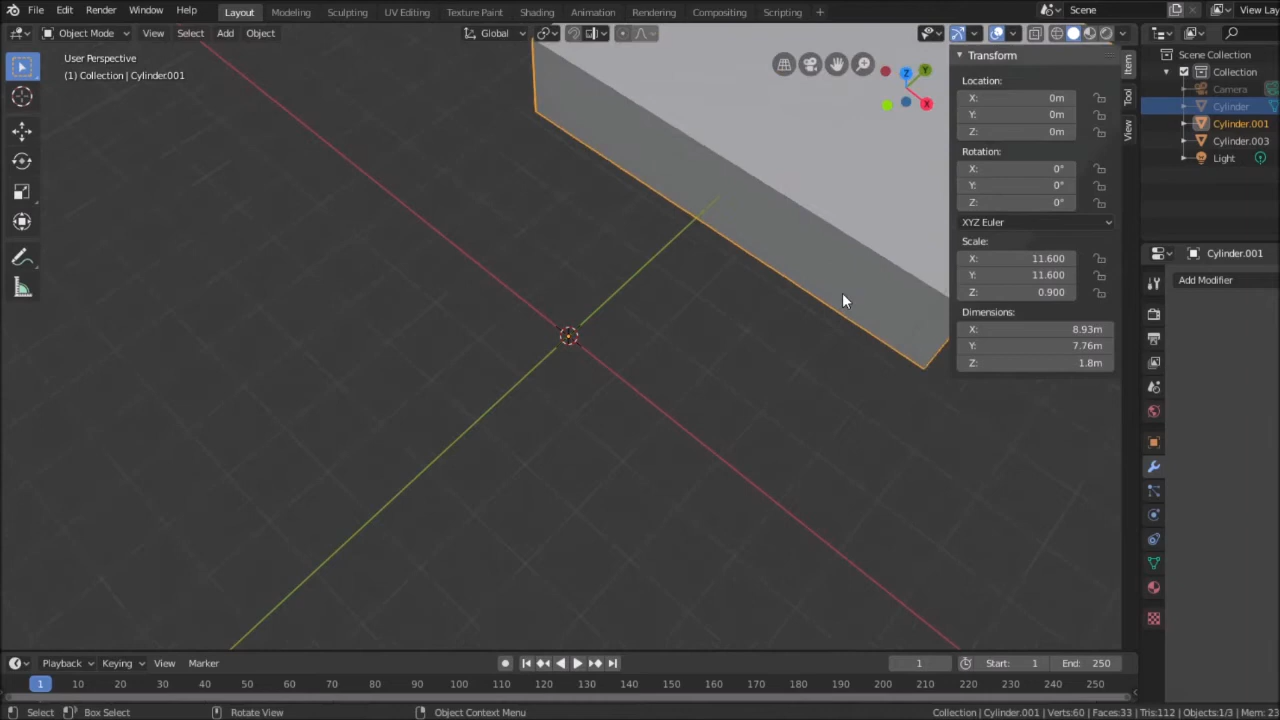 File Edit Render Window Help Layout Modeling Sculpting UV Editing Texture Paint Shading Animation Rendering Compositing Scripting + Scene View Lay
Object Mode View Select Add Object Global
User Perspective
(1) Collection | Cylinder.001
Transform
Location:
X: 0m
Y: 0m
Z: 0m
Rotation:
X: 0°
Y: 0°
Z: 0°
XYZ Euler
Scale:
X: 11.600
Y: 11.600
Z: 0.900
Dimensions:
X: 8.93m
Y: 7.76m
Z: 1.8m
Item
Tool
View
Z
Y
X
Scene Collection
Collection
Camera
Cylinder
Cylinder.001
Cylinder.003
Light
Cylinder.001
Add Modifier
Playback Keying View Marker 1 Start: 1 End: 250
1 10 20 30 40 50 60 70 80 90 100 110 120 130 140 150 160 170 180 190 200 210 220 230 240 250
Select Box Select Rotate View Object Context Menu Collection | Cylinder.001 | Verts:60 | Faces:33 | Tris:112 | Objects:1/3 | Mem: 23